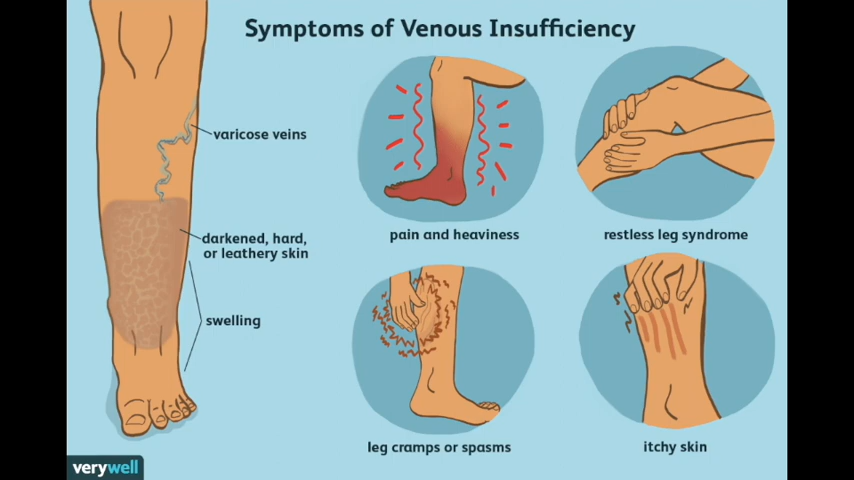 Symptoms of Venous Insufficiency
varicose veins
darkened, hard,
or leathery skin
swelling
pain and heaviness
restless leg syndrome
leg cramps or spasms
itchy skin
verywell